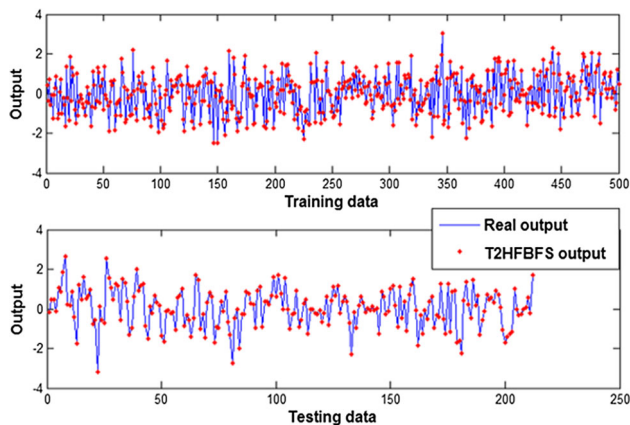 4
2
0
-2
-4
Output
0 50 100 150 200 250 300 350 400 450 500
Training data
Real output
T2HFBFS output
4
2
0
-2
-4
Output
0 50 100 150 200 250
Testing data